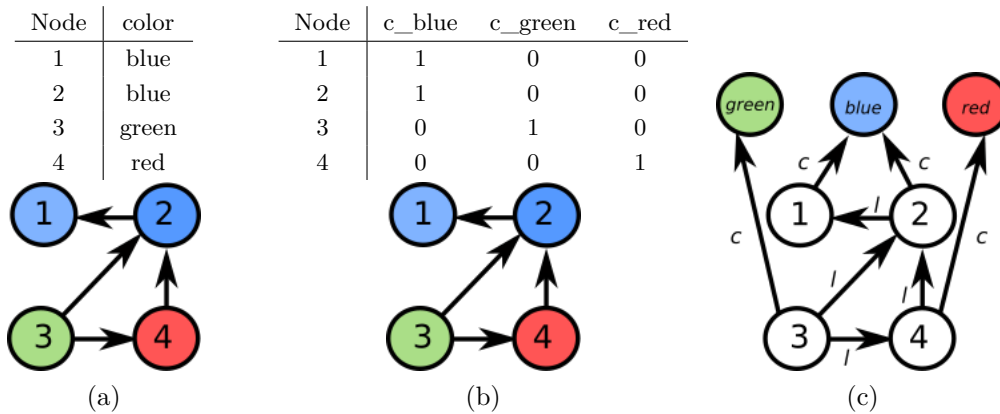 Node color
1 blue
2 blue
3 green
4 red
1 2
3 4
(a)
Node c_blue c_green c_red
1 1 0 0
2 1 0 0
3 0 1 0
4 0 0 1
1 2
3 4
(b)
green blue red
c c
1 l 2
c c
l l
3 l 4
(c)